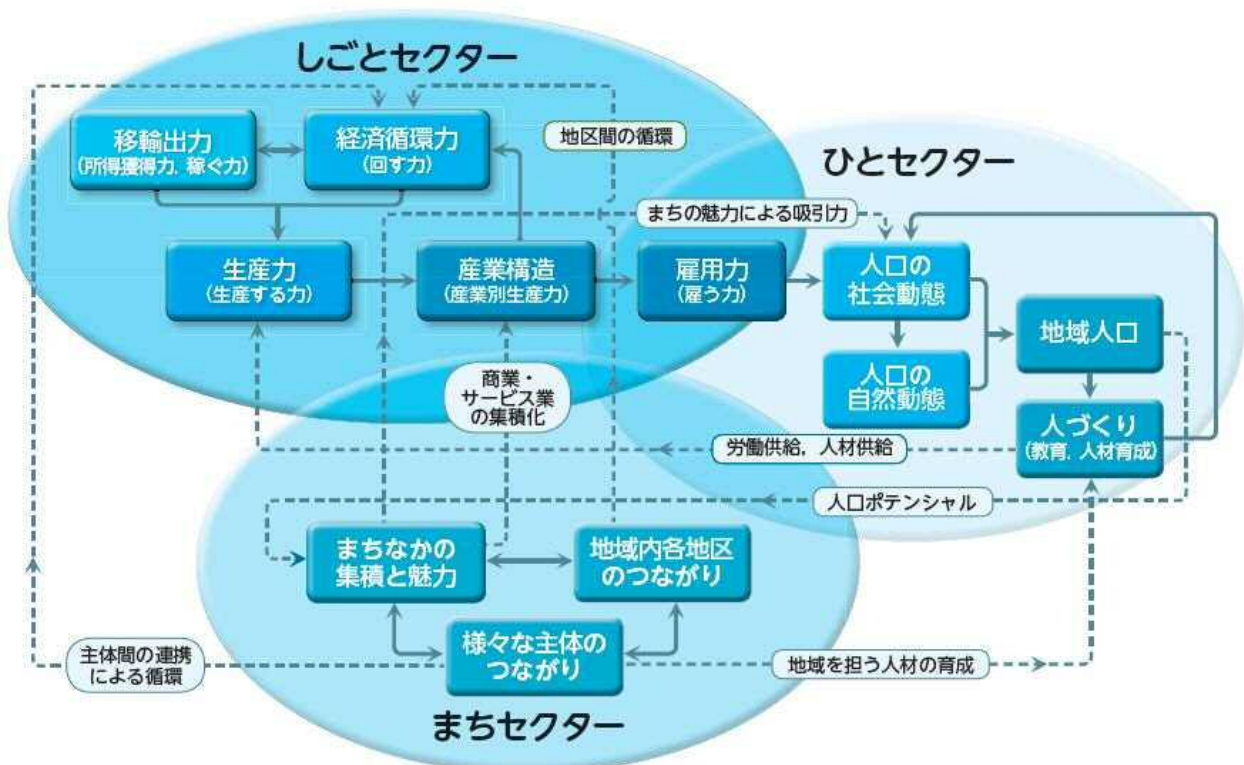 しごとセクター
移輸出力
(所得獲得力, 稼ぐ力)
経済循環力
(回す力)
地区間の循環
ひとセクター
まちの魅力による吸引力
生産力
(生産する力)
産業構造
(産業別生産力)
雇用力
(雇う力)
人口の
社会動態
地域人口
人口の
自然動態
商業・
サービス業
の集積化
人づくり
(教育, 人材育成)
労働供給, 人材供給
人口ポテンシャル
まちなかの
集積と魅力
地域内各地区
のつながり
様々な主体の
つながり
主体間の連携
による循環
地域を担う人材の育成
まちセクター